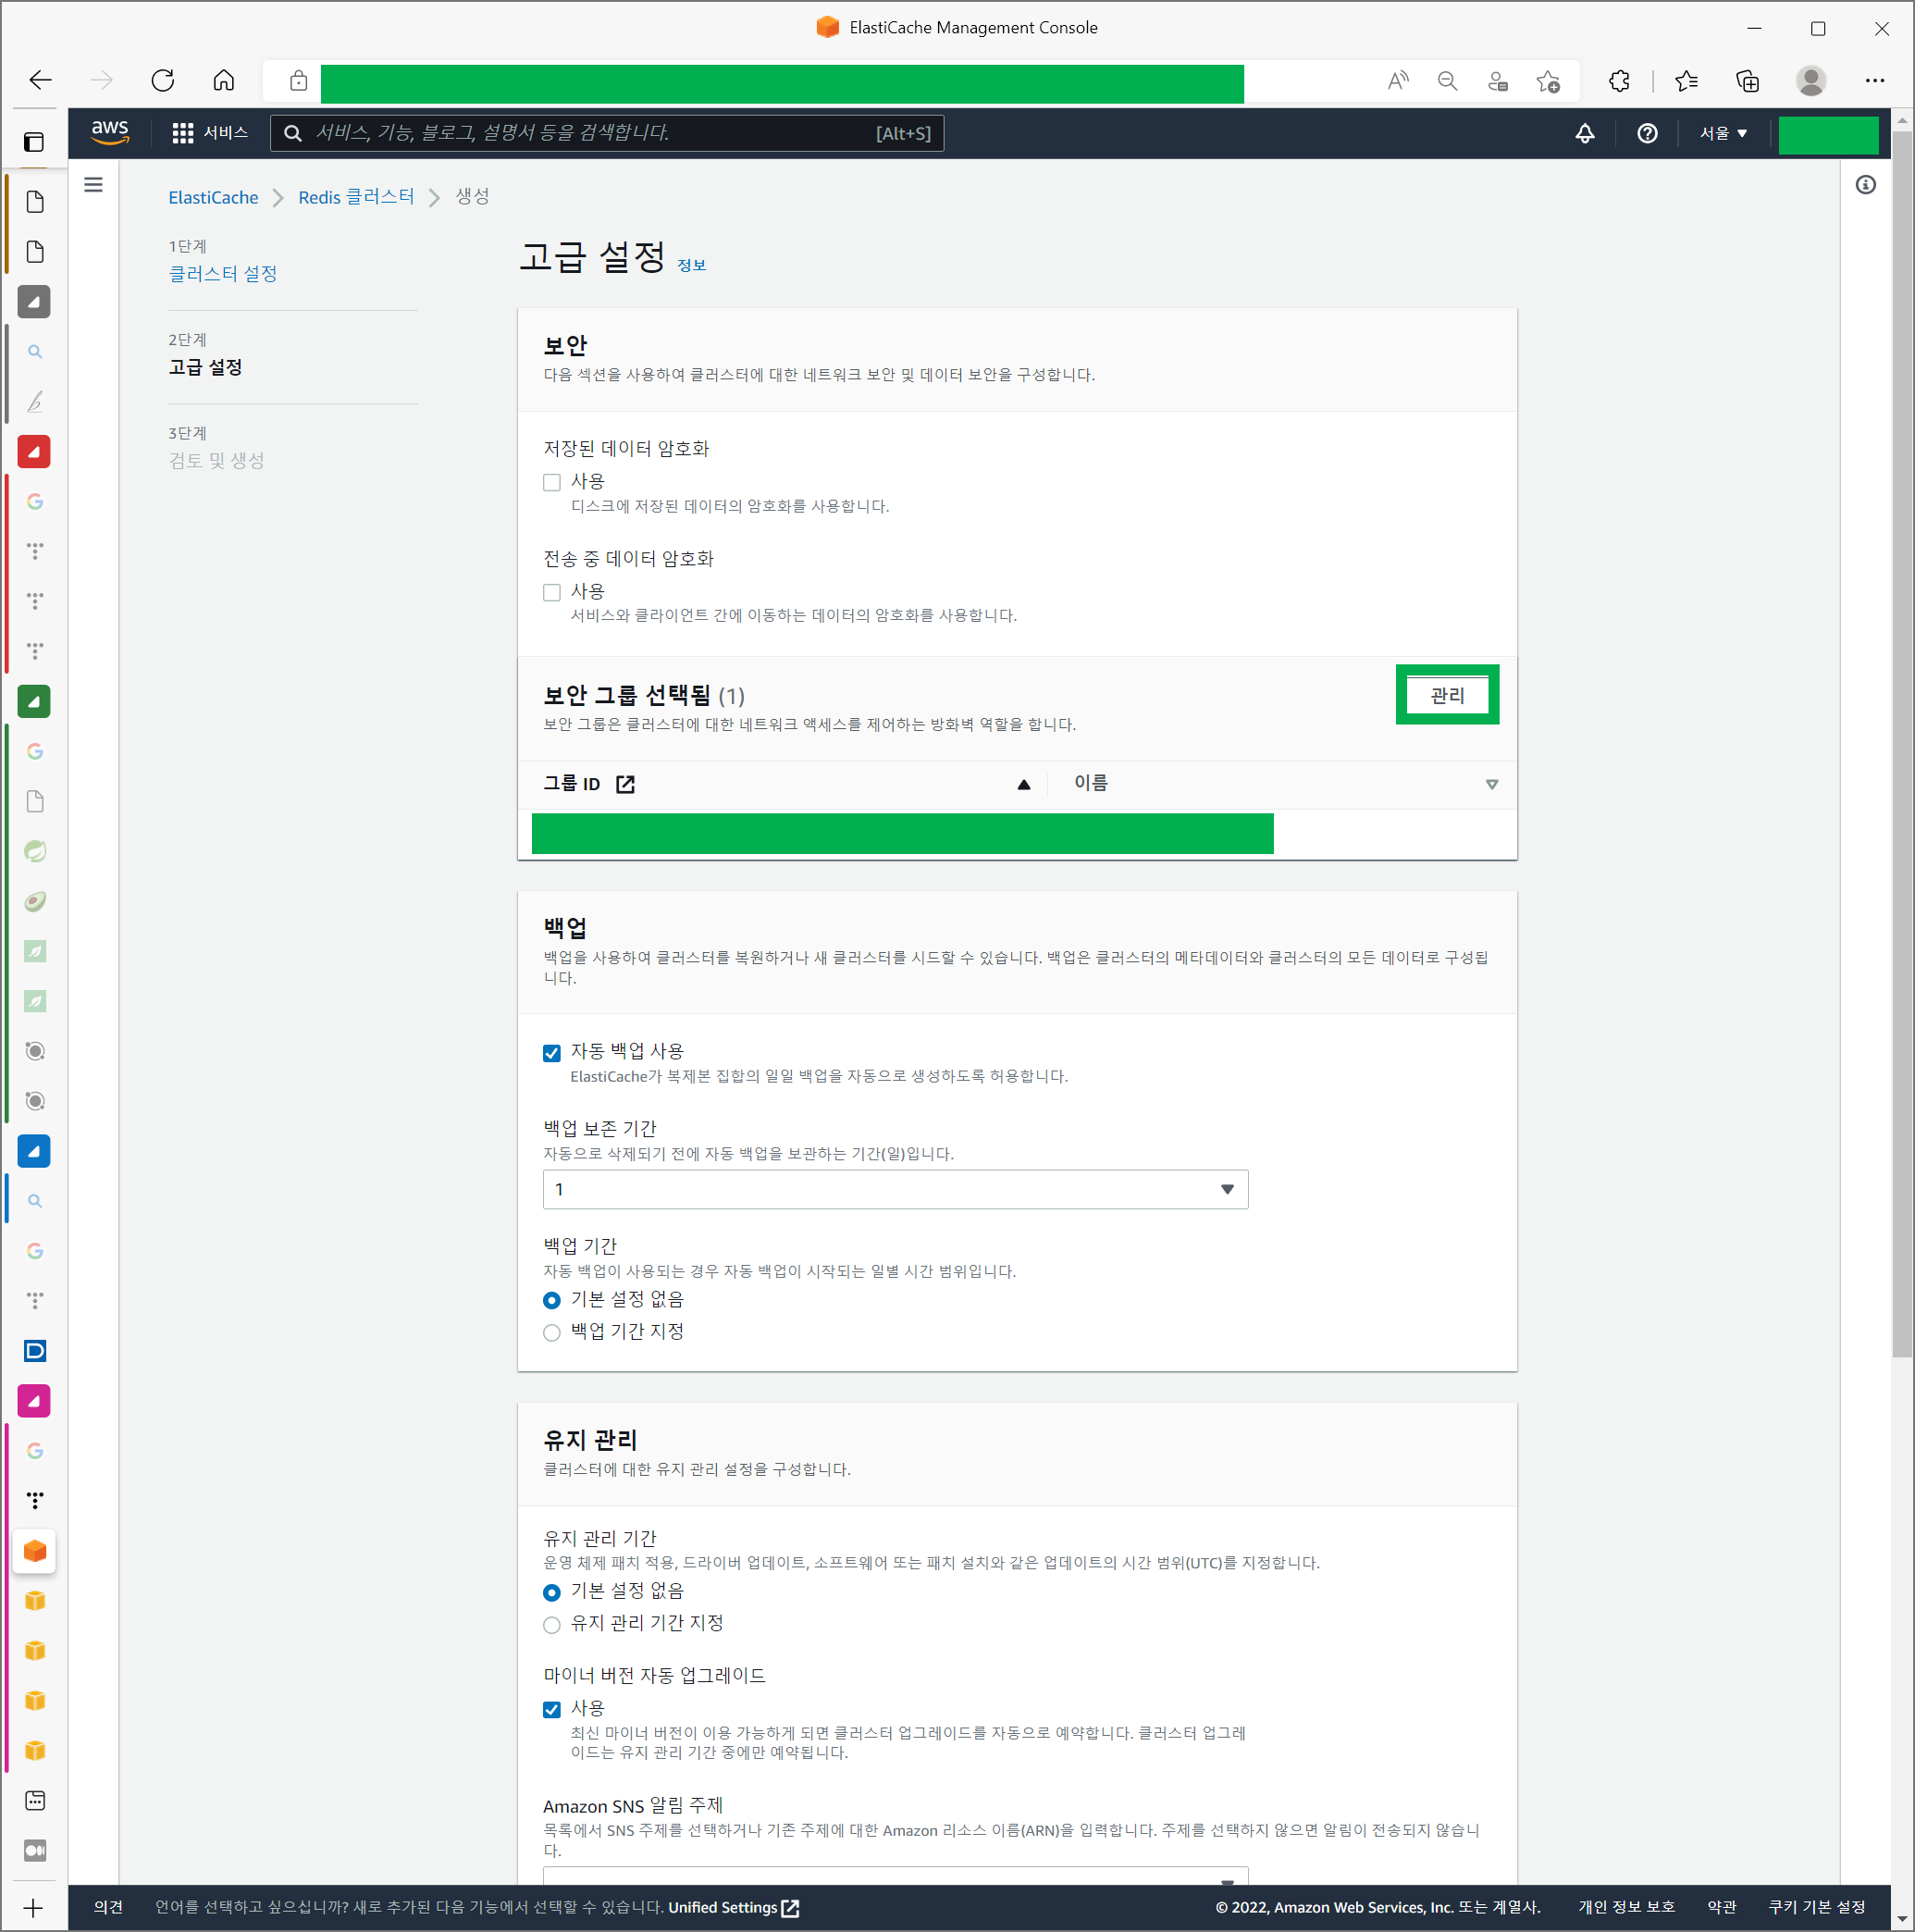 ElastiCache Management Console
aws
서비스
서비스, 기능, 블로그, 설명서 등을 검색합니다.
[Alt+S]
서울
ElastiCache
Redis 클러스터
생성
1단계
클러스터 설정
2단계
고급 설정
3단계
검토 및 생성
고급 설정 정보
보안
다음 섹션을 사용하여 클러스터에 대한 네트워크 보안 및 데이터 보안을 구성합니다.
저장된 데이터 암호화
사용
디스크에 저장된 데이터의 암호화를 사용합니다.
전송 중 데이터 암호화
사용
서비스와 클라이언트 간에 이동하는 데이터의 암호화를 사용합니다.
보안 그룹 선택됨 (1)
관리
보안 그룹은 클러스터에 대한 네트워크 액세스를 제어하는 방화벽 역할을 합니다.
그룹 ID
이름
백업
백업을 사용하여 클러스터를 복원하거나 새 클러스터를 시드할 수 있습니다. 백업은 클러스터의 메타데이터와 클러스터의 모든 데이터로 구성됩
니다.
자동 백업 사용
ElastiCache가 복제본 집합의 일일 백업을 자동으로 생성하도록 허용합니다.
백업 보존 기간
자동으로 삭제되기 전에 자동 백업을 보관하는 기간(일)입니다.
1
백업 기간
자동 백업이 사용되는 경우 자동 백업이 시작되는 일별 시간 범위입니다.
기본 설정 없음
백업 기간 지정
유지 관리
클러스터에 대한 유지 관리 설정을 구성합니다.
유지 관리 기간
운영 체제 패치 적용, 드라이버 업데이트, 소프트웨어 또는 패치 설치와 같은 업데이트의 시간 범위(UTC)를 지정합니다.
기본 설정 없음
유지 관리 기간 지정
마이너 버전 자동 업그레이드
사용
최신 마이너 버전이 이용 가능하게 되면 클러스터 업그레이드를 자동으로 예약합니다. 클러스터 업그레
이드는 유지 관리 기간 중에만 예약됩니다.
Amazon SNS 알림 주제
목록에서 SNS 주제를 선택하거나 기존 주제에 대한 Amazon 리소스 이름(ARN)을 입력합니다. 주제를 선택하지 않으면 알림이 전송되지 않습니
다.
의견
언어를 선택하고 싶으십니까? 새로 추가된 다음 기능에서 선택할 수 있습니다. Unified Settings
© 2022, Amazon Web Services, Inc. 또는 계열사.
개인 정보 보호
약관
쿠키 기본 설정